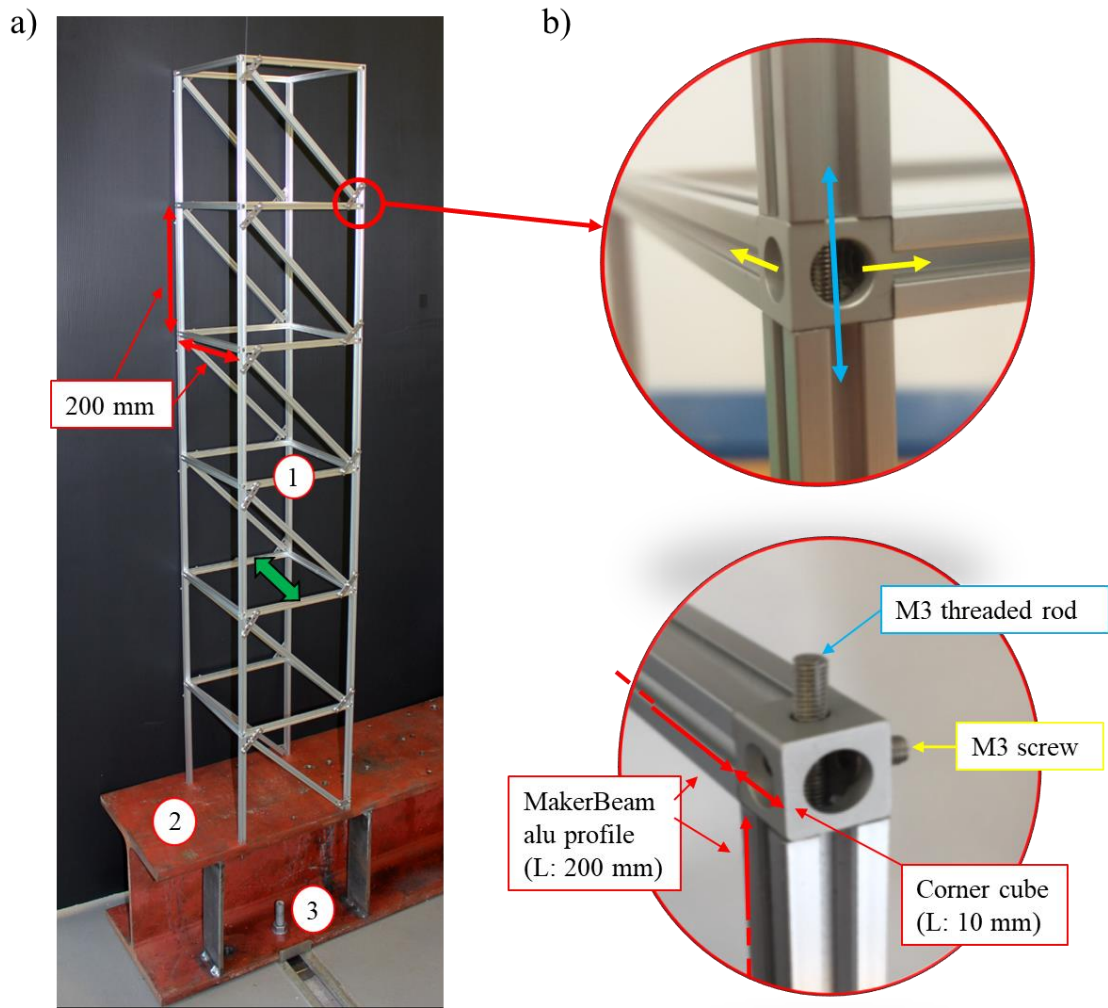 a)
b)
200 mm
1
2
3
M3 threaded rod
M3 screw
MakerBeam
alu profile
(L: 200 mm)
Corner cube
(L: 10 mm)